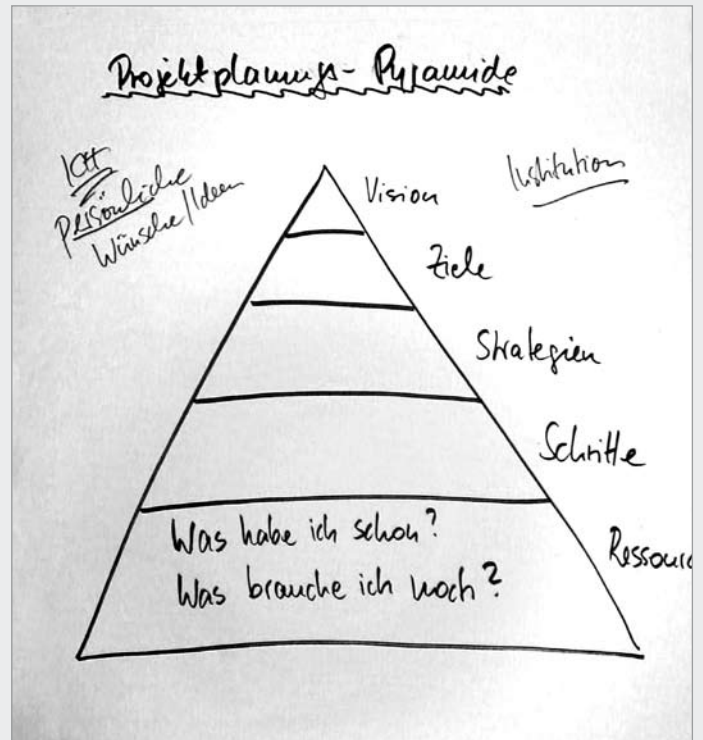 Projektplanungs-Pyramide
ICH
persönliche
Wünsche/Ideen
Institution
Vision
Ziele
Strategien
Schritte
Was habe ich schon?
Was brauche ich noch?
Ressourc